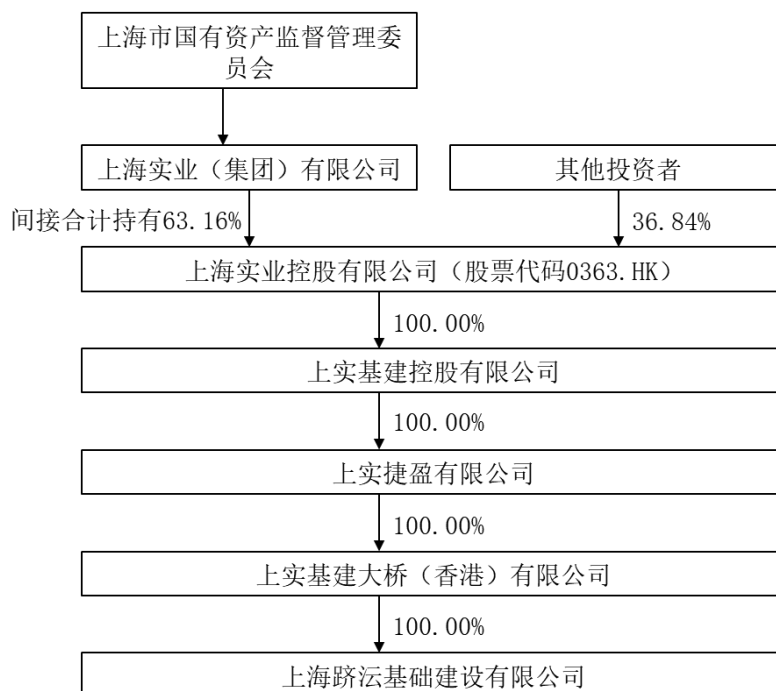 上海市国有资产监督管理委
员会
上海实业（集团）有限公司
其他投资者
间接合计持有63.16%
36.84%
上海实业控股有限公司（股票代码0363.HK）
100.00%
上实基建控股有限公司
100.00%
上实捷盈有限公司
100.00%
上实基建大桥（香港）有限公司
100.00%
上海跻沄基础建设有限公司